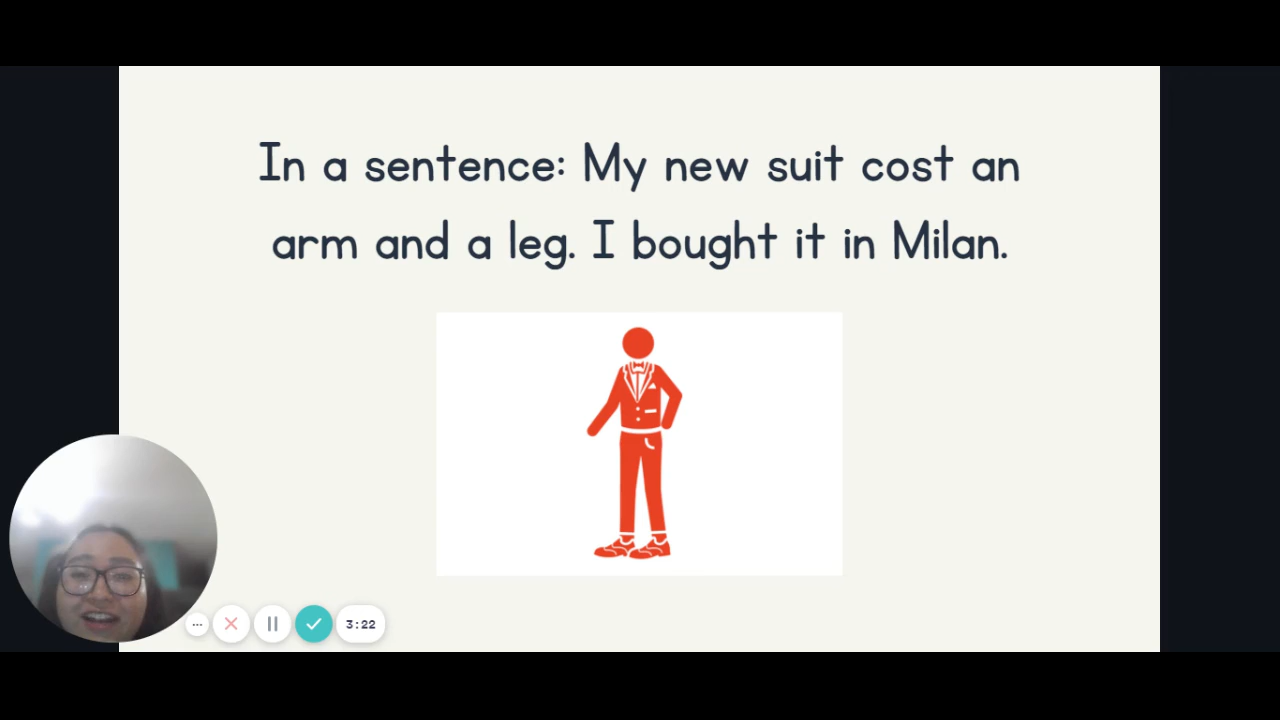 In a sentence: My new suit cost an
arm and a leg. I bought it in Milan.
3:22